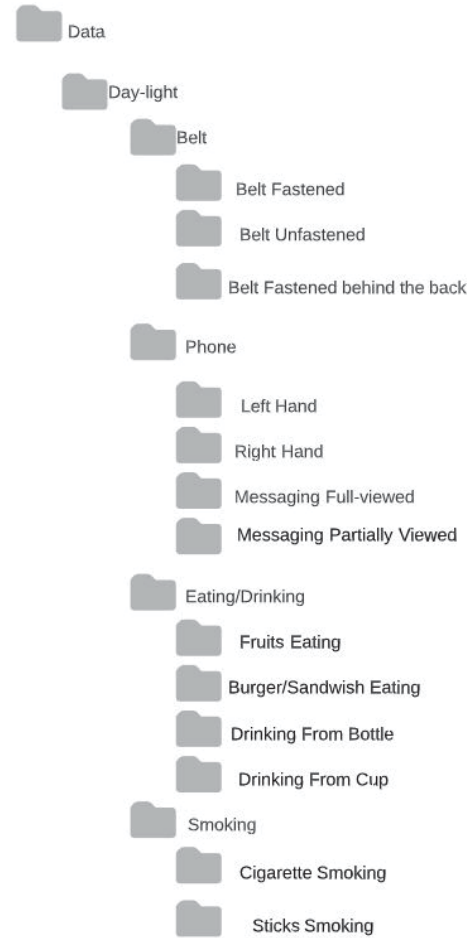 Data
Day-light
Belt
Belt Fastened
Belt Unfastened
Belt Fastened behind the back
Phone
Left Hand
Right Hand
Messaging Full-viewed
Messaging Partially Viewed
Eating/Drinking
Fruits Eating
Burger/Sandwish Eating
Drinking From Bottle
Drinking From Cup
Smoking
Cigarette Smoking
Sticks Smoking